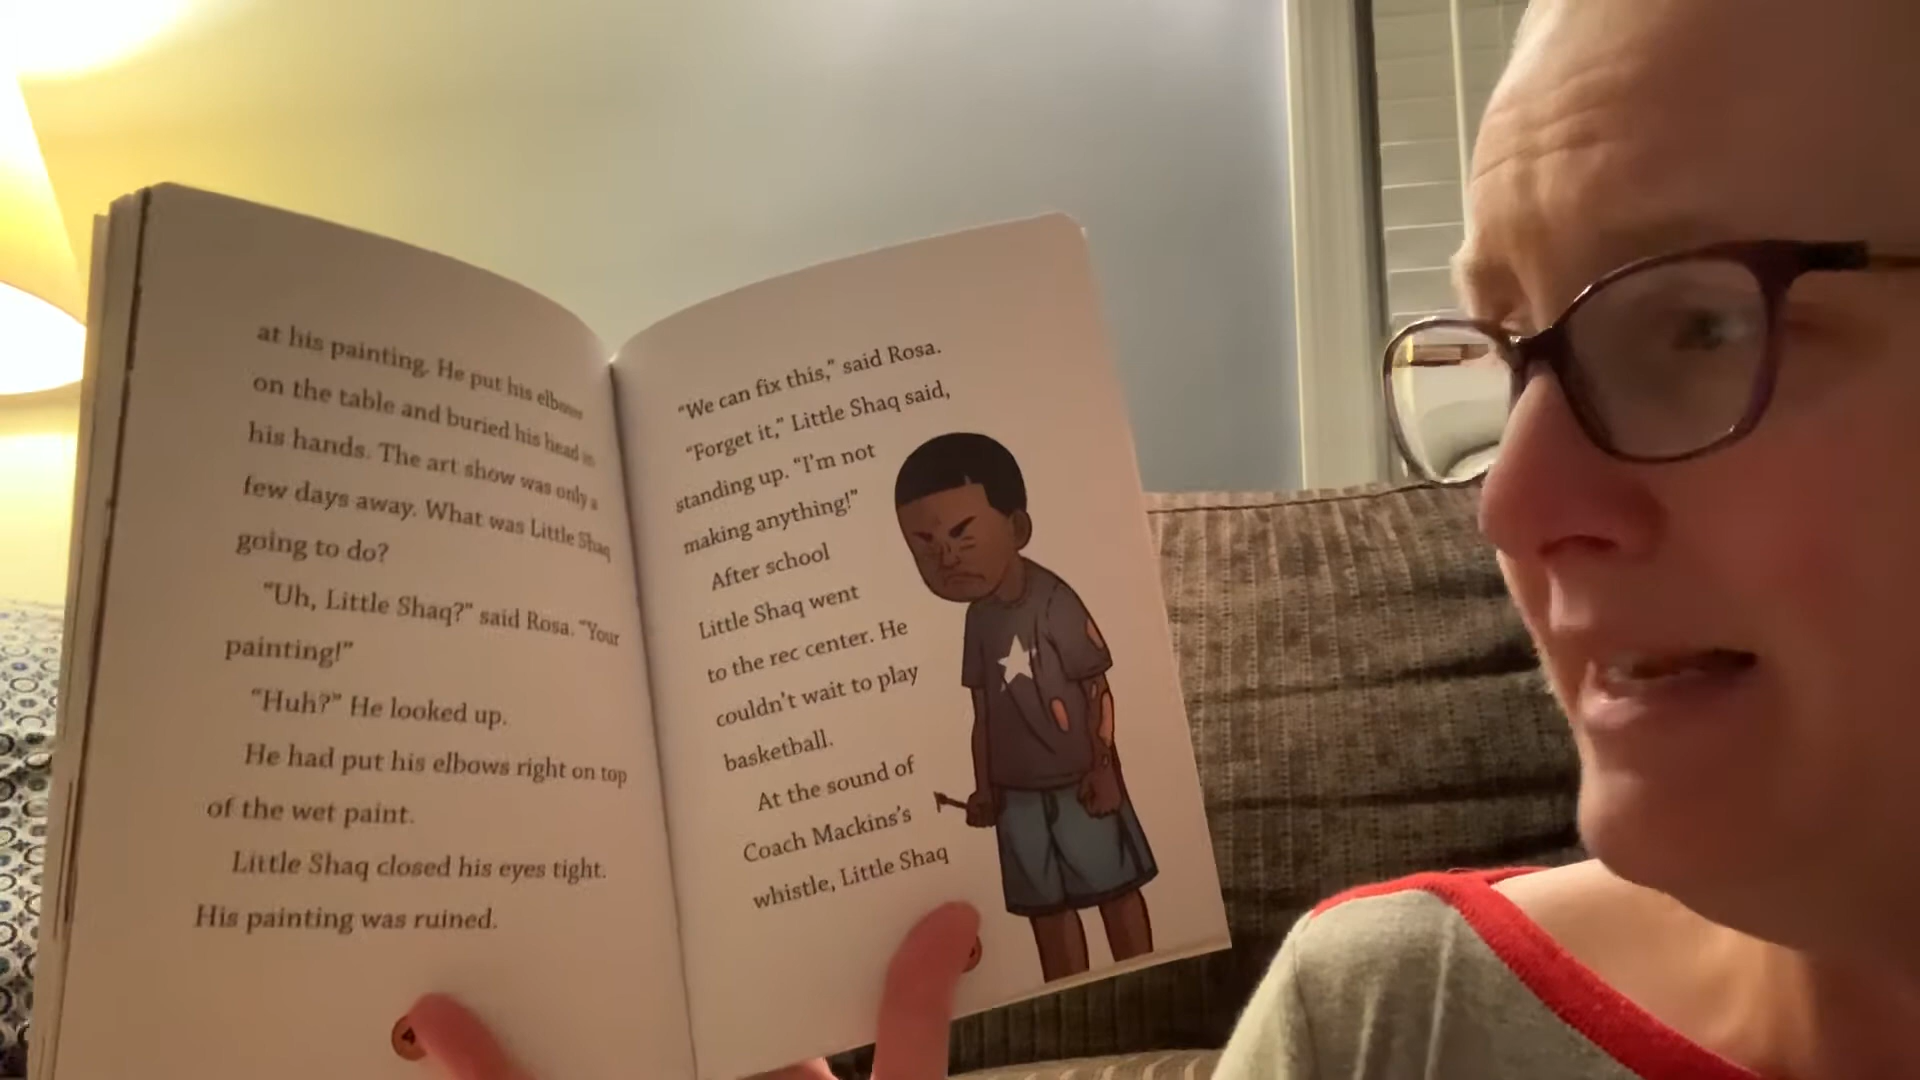 at his painting. He put his elbows
on the table and buried his head in
his hands. The art show was only a
few days away. What was Little Shaq
going to do?
“Uh, Little Shaq?” said Rosa. “Your
painting!”
“Huh?” He looked up.
He had put his elbows right on top
of the wet paint.
Little Shaq closed his eyes tight.
His painting was ruined.
“We can fix this,” said Rosa.
“Forget it,” Little Shaq said,
standing up. “I’m not
making anything!”
After school
Little Shaq went
to the rec center. He
couldn’t wait to play
basketball.
At the sound of
Coach Mackins’s
whistle, Little Shaq